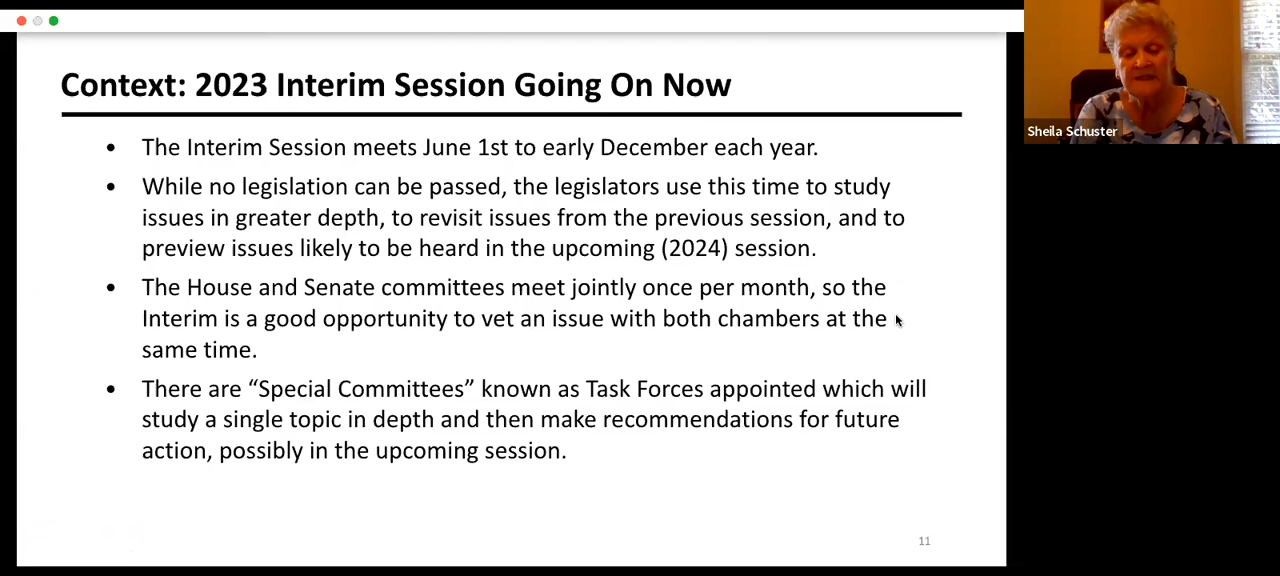 Context: 2023 Interim Session Going On Now
• The Interim Session meets June 1st to early December each year.
• While no legislation can be passed, the legislators use this time to study
issues in greater depth, to revisit issues from the previous session, and to
preview issues likely to be heard in the upcoming (2024) session.
• The House and Senate committees meet jointly once per month, so the
Interim is a good opportunity to vet an issue with both chambers at the
same time.
• There are “Special Committees” known as Task Forces appointed which will
study a single topic in depth and then make recommendations for future
action, possibly in the upcoming session.
11
Sheila Schuster